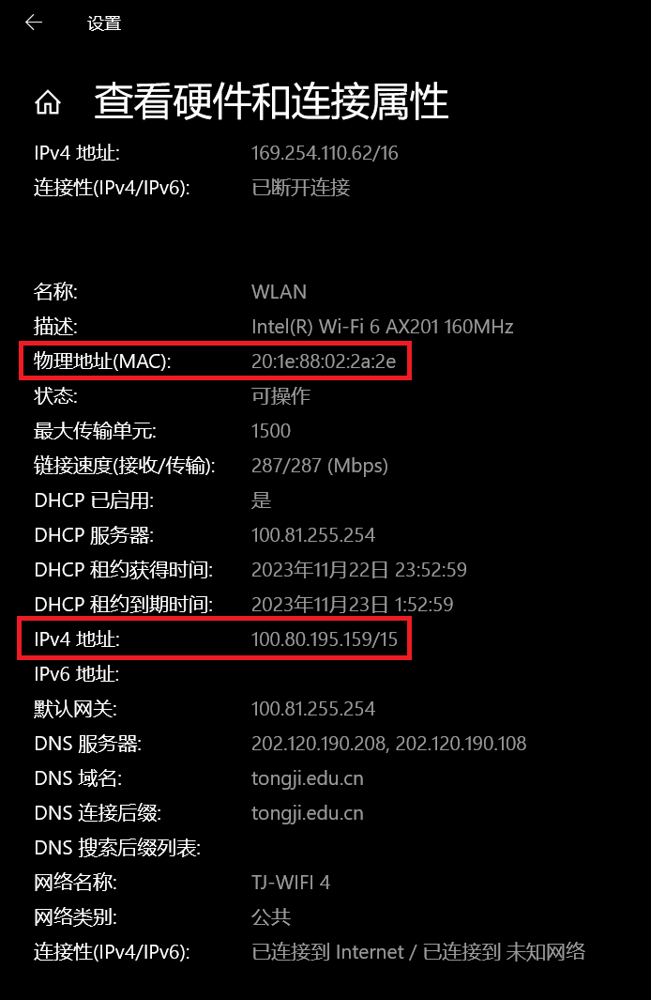 设置
查看硬件和连接属性
IPv4 地址: 169.254.110.62/16
连接性(IPv4/IPv6): 已断开连接
名称: WLAN
描述: Intel(R) Wi-Fi 6 AX201 160MHz
物理地址(MAC): 20:1e:88:02:2a:2e
状态: 可操作
最大传输单元: 1500
链接速度(接收/传输): 287/287 (Mbps)
DHCP 已启用: 是
DHCP 服务器: 100.81.255.254
DHCP 租约获得时间: 2023年11月22日 23:52:59
DHCP 租约到期时间: 2023年11月23日 1:52:59
IPv4 地址: 100.80.195.159/15
IPv6 地址:
默认网关: 100.81.255.254
DNS 服务器: 202.120.190.208, 202.120.190.108
DNS 域名: tongji.edu.cn
DNS 连接后缀: tongji.edu.cn
DNS 搜索后缀列表:
网络名称: TJ-WIFI 4
网络类别: 公共
连接性(IPv4/IPv6): 已连接到 Internet / 已连接到 未知网络